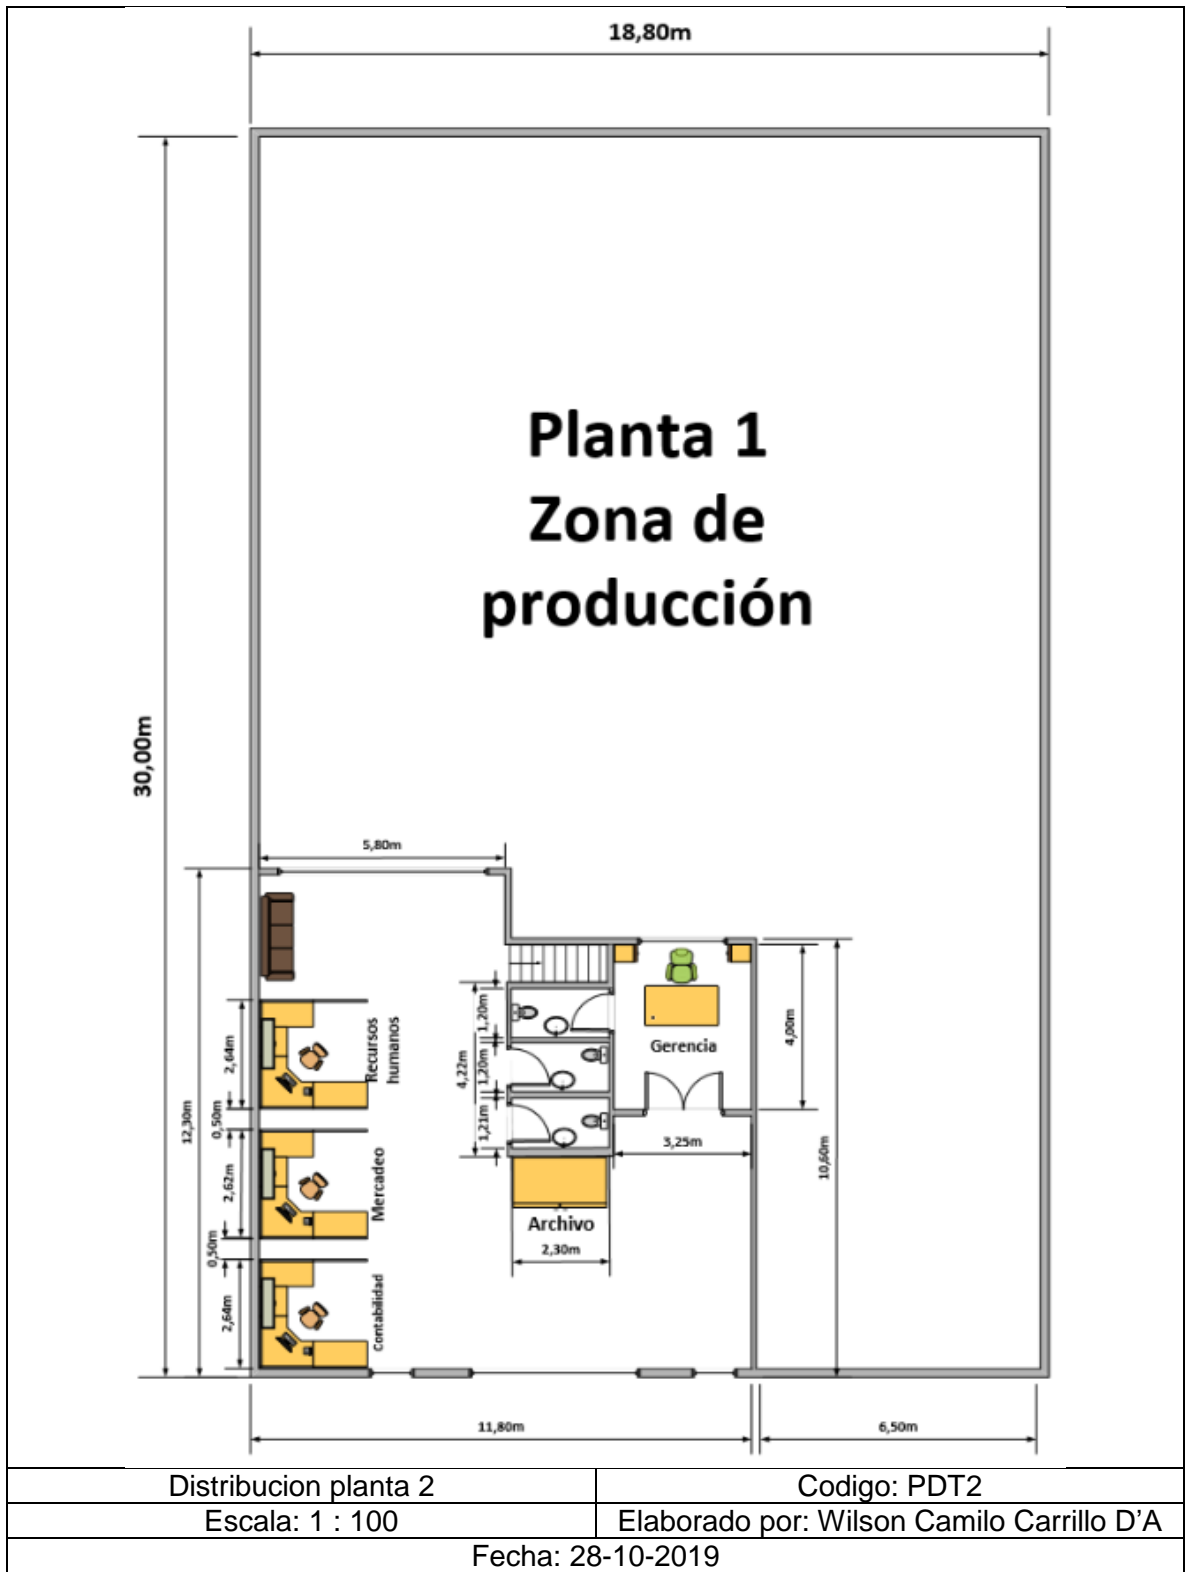 18,80m
Planta 1
Zona de
producción
30,00m
5,80m
12,30m
2,64m
0,50m
2,62m
0,50m
2,64m
Recursos
humanos
Mercadeo
Contabilidad
4,22m
1,20m
1,20m
1,21m
Gerencia
4,00m
3,25m
10,60m
Archivo
2,30m
11,80m
6,50m
Distribucion planta 2
Codigo: PDT2
Escala: 1 : 100
Elaborado por: Wilson Camilo Carrillo D’A
Fecha: 28-10-2019